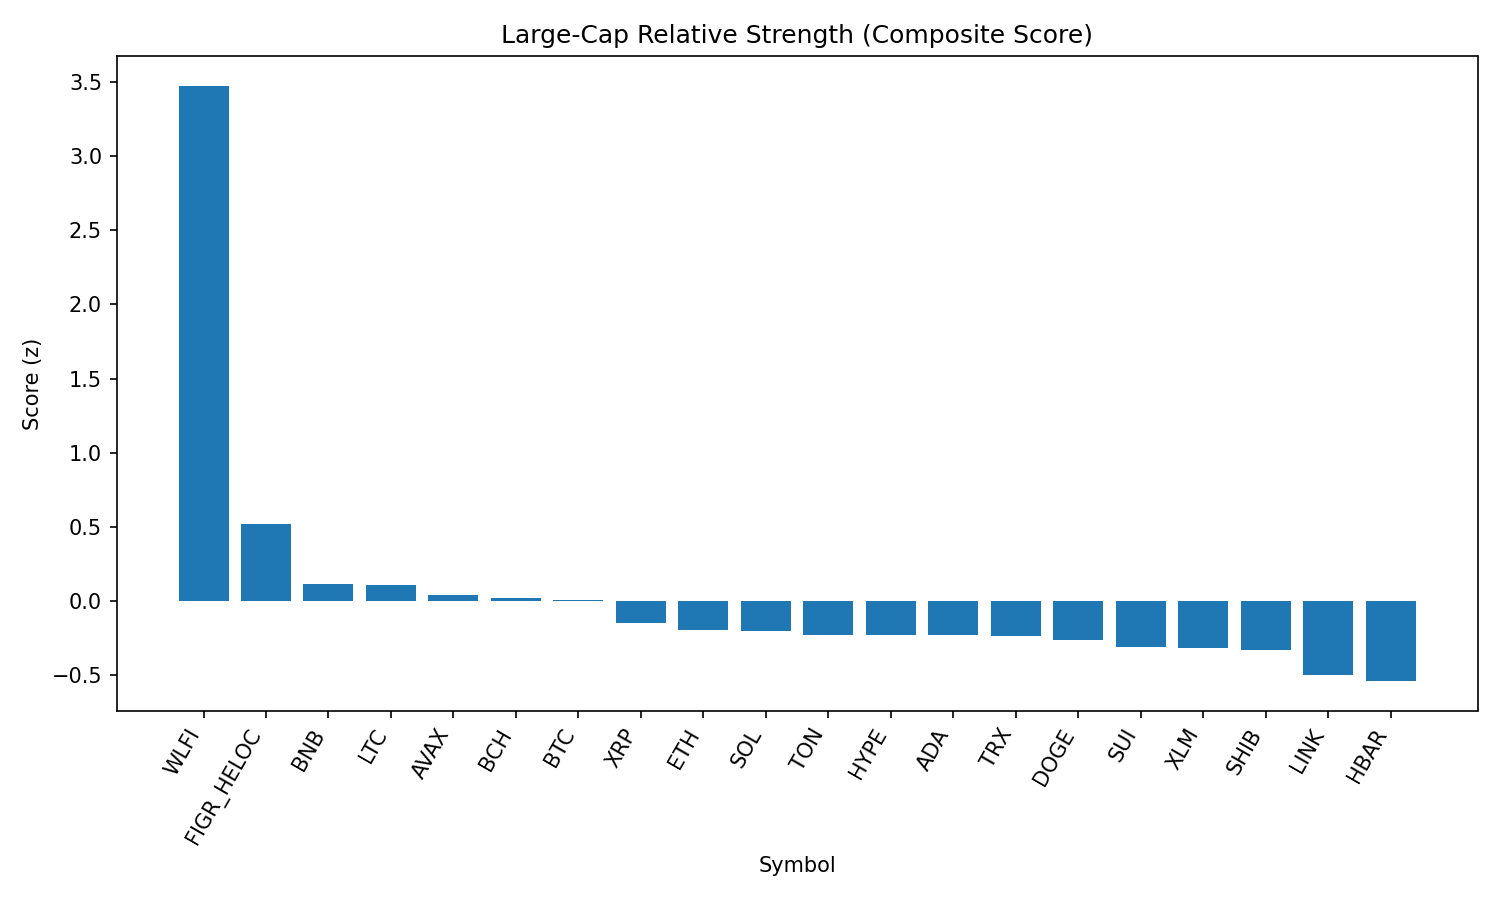 Large-Cap Relative Strength (Composite Score)
3.5
3.0
2.5
2.0
1.5
1.0
0.5
0.0
−0.5
Score (z)
WLFI
FIGR_HELOC
BNB
LTC
AVAX
BCH
BTC
XRP
ETH
SOL
TON
HYPE
ADA
TRX
DOGE
SUI
XLM
SHIB
LINK
HBAR
Symbol